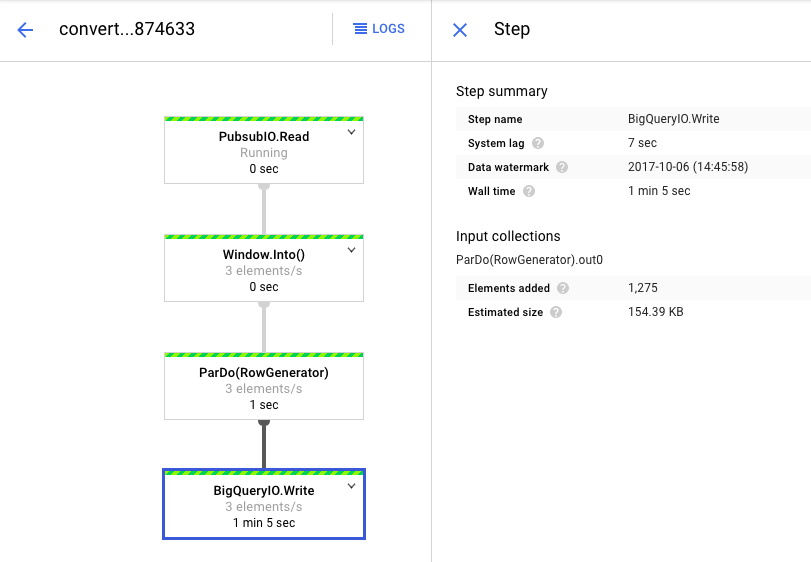 convert...874633
LOGS
PubsubIO.Read
Running
0 sec
Window.Into()
3 elements/s
0 sec
ParDo(RowGenerator)
3 elements/s
1 sec
BigQueryIO.Write
3 elements/s
1 min 5 sec
Step
Step summary
Step name BigQueryIO.Write
System lag ? 7 sec
Data watermark ? 2017-10-06 (14:45:58)
Wall time ? 1 min 5 sec
Input collections
ParDo(RowGenerator).out0
Elements added ? 1,275
Estimated size ? 154.39 KB